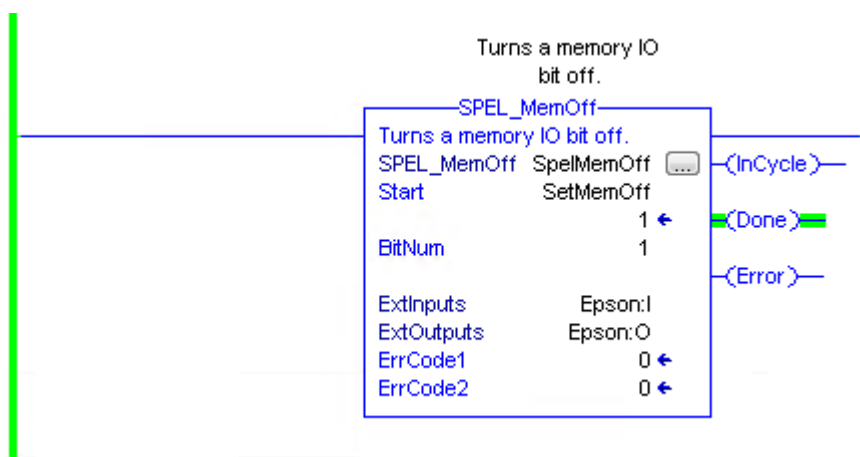 Turns a memory IO
bit off.
SPEL_MemOff
Turns a memory IO bit off.
SPEL_MemOff SpelMemOff ...
(InCycle)
Start SetMemOff
1
(Done)
BitNum 1
(Error)
ExtInputs Epson:I
ExtOutputs Epson:O
ErrCode1 0
ErrCode2 0